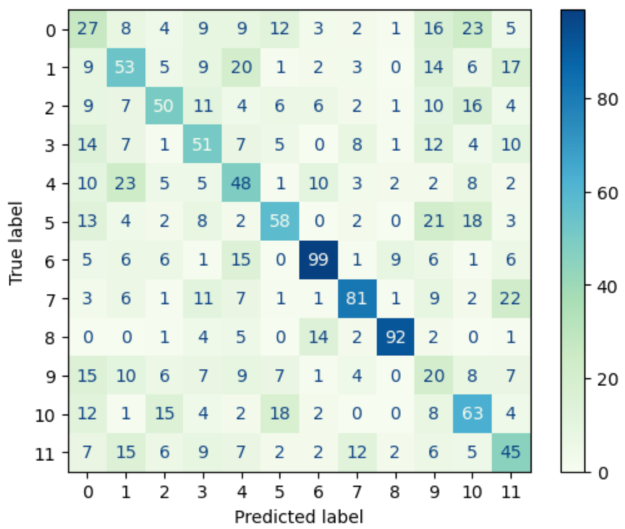 0 27 8 4 9 9 12 3 2 1 16 23 5
1 9 53 5 9 20 1 2 3 0 14 6 17
2 9 7 50 11 4 6 6 2 1 10 16 4
3 14 7 1 51 7 5 0 8 1 12 4 10
4 10 23 5 5 48 1 10 3 2 2 8 2
5 13 4 2 8 2 58 0 2 0 21 18 3
6 5 6 6 1 15 0 99 1 9 6 1 6
7 3 6 1 11 7 1 1 81 1 9 2 22
8 0 0 1 4 5 0 14 2 92 2 0 1
9 15 10 6 7 9 7 1 4 0 20 8 7
10 12 1 15 4 2 18 2 0 0 8 63 4
11 7 15 6 9 7 2 2 12 2 6 5 45
0 1 2 3 4 5 6 7 8 9 10 11
Predicted label
True label
80
60
40
20
0